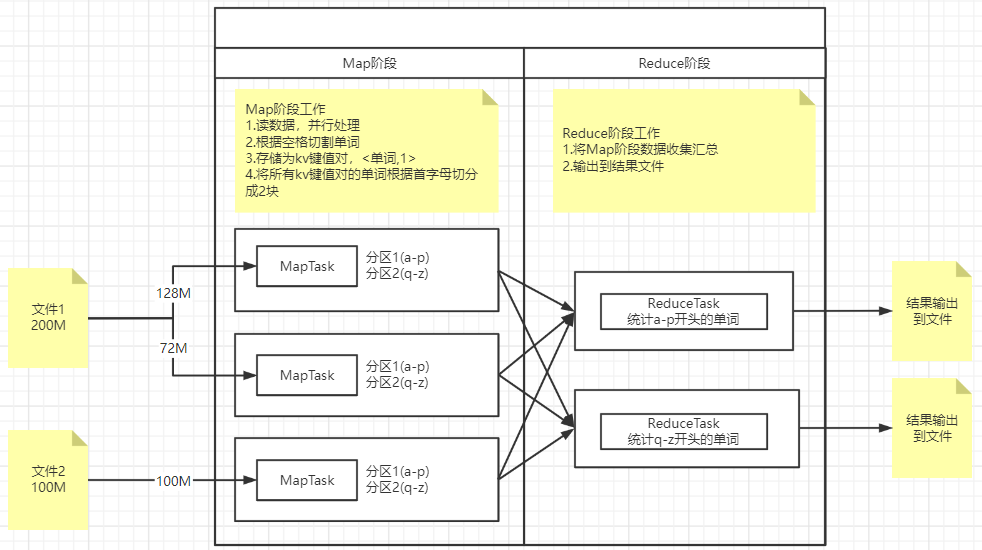 Map阶段
Reduce阶段
Map阶段工作
1.读数据，并行处理
2.根据空格切割单词
3.存储为kv键值对，<单词,1>
4.将所有kv键值对的单词根据首字母切分
成2块
Reduce阶段工作
1.将Map阶段数据收集汇总
2.输出到结果文件
文件1
200M
128M
72M
MapTask
分区1(a-p)
分区2(q-z)
MapTask
分区1(a-p)
分区2(q-z)
文件2
100M
100M
MapTask
分区1(a-p)
分区2(q-z)
ReduceTask
统计a-p开头的单词
ReduceTask
统计q-z开头的单词
结果输出
到文件
结果输出
到文件